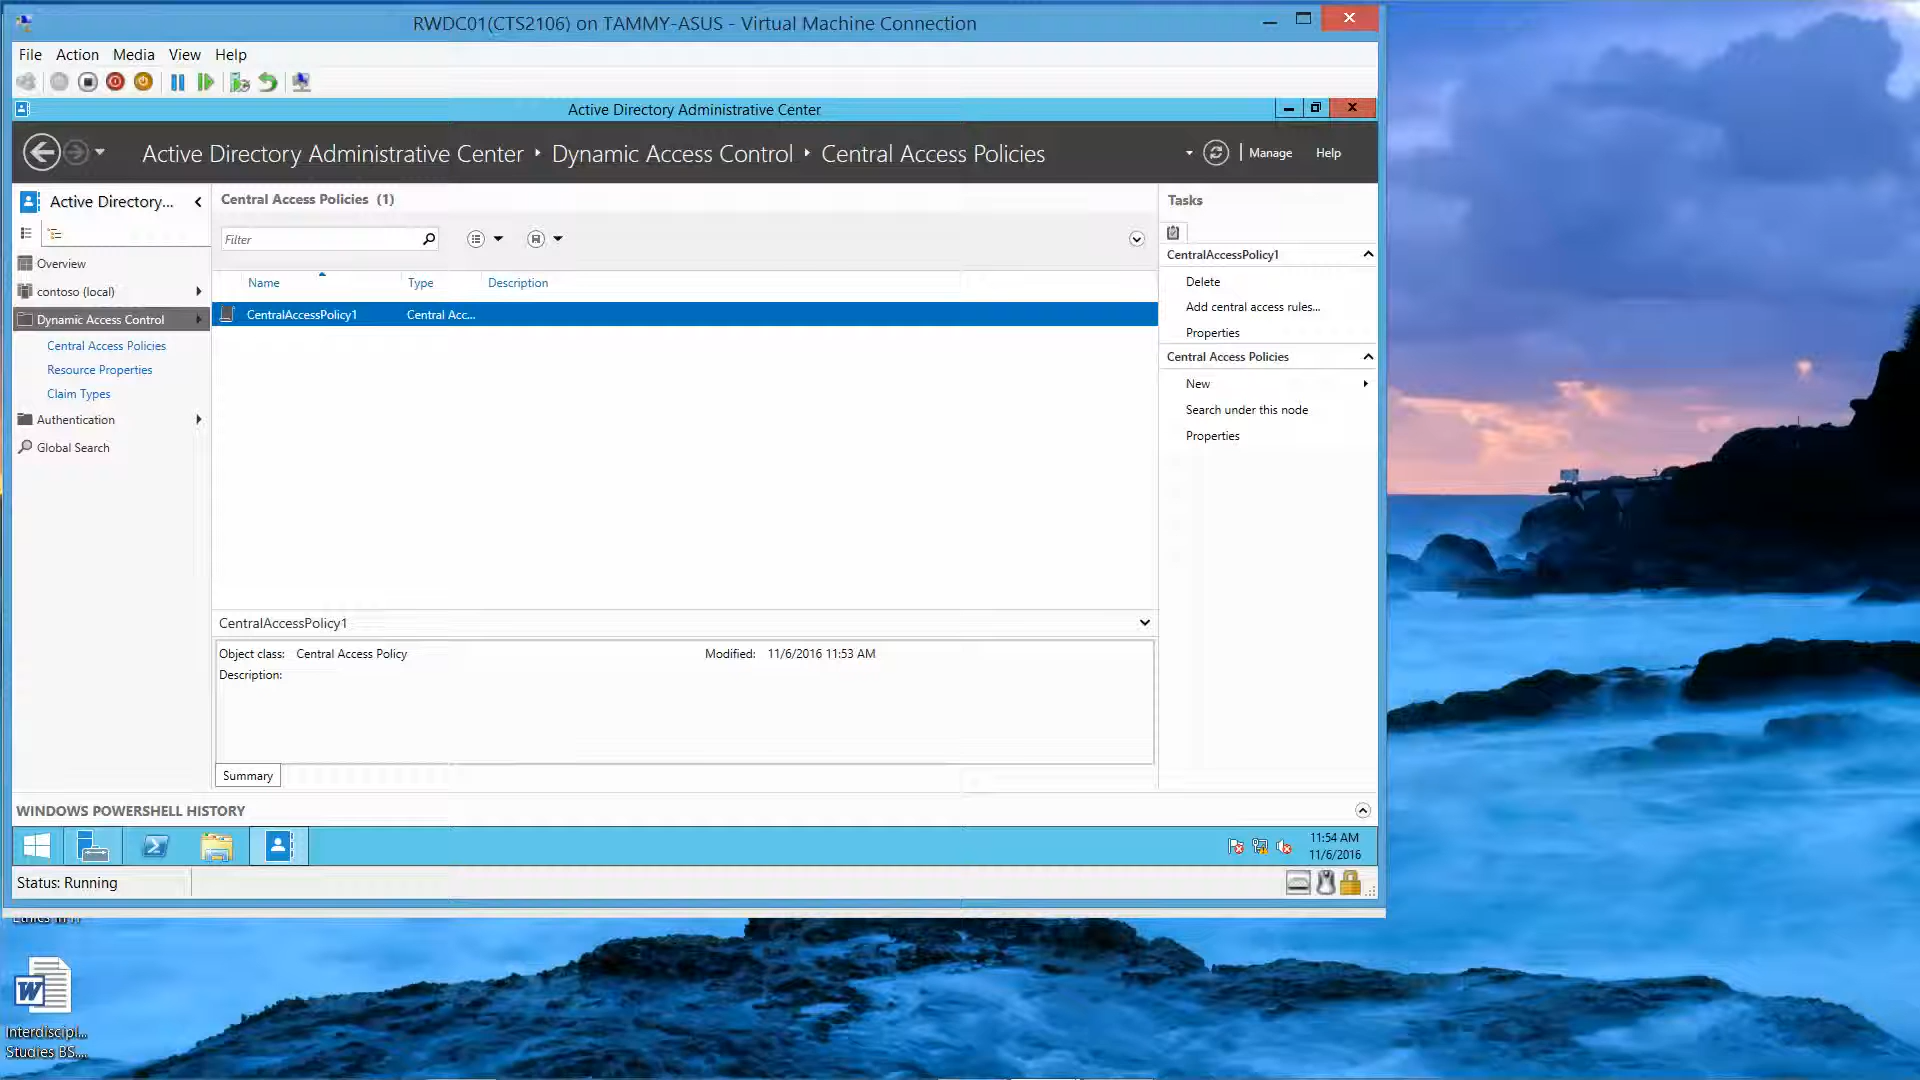 RWDC01(CTS2106) on TAMMY-ASUS - Virtual Machine Connection
File Action Media View Help
Active Directory Administrative Center
Active Directory Administrative Center Dynamic Access Control Central Access Policies
Manage Help
Active Directory...
Overview
contoso (local)
Dynamic Access Control
Central Access Policies
Resource Properties
Claim Types
Authentication
Global Search
Central Access Policies (1)
Filter
Name Type Description
CentralAccessPolicy1 Central Acc...
CentralAccessPolicy1
Object class: Central Access Policy Modified: 11/6/2016 11:53 AM
Description:
Summary
Tasks
CentralAccessPolicy1
Delete
Add central access rules...
Properties
Central Access Policies
New
Search under this node
Properties
WINDOWS POWERSHELL HISTORY
11:54 AM
11/6/2016
Status: Running
W
Interdiscipl...
Studies BS....